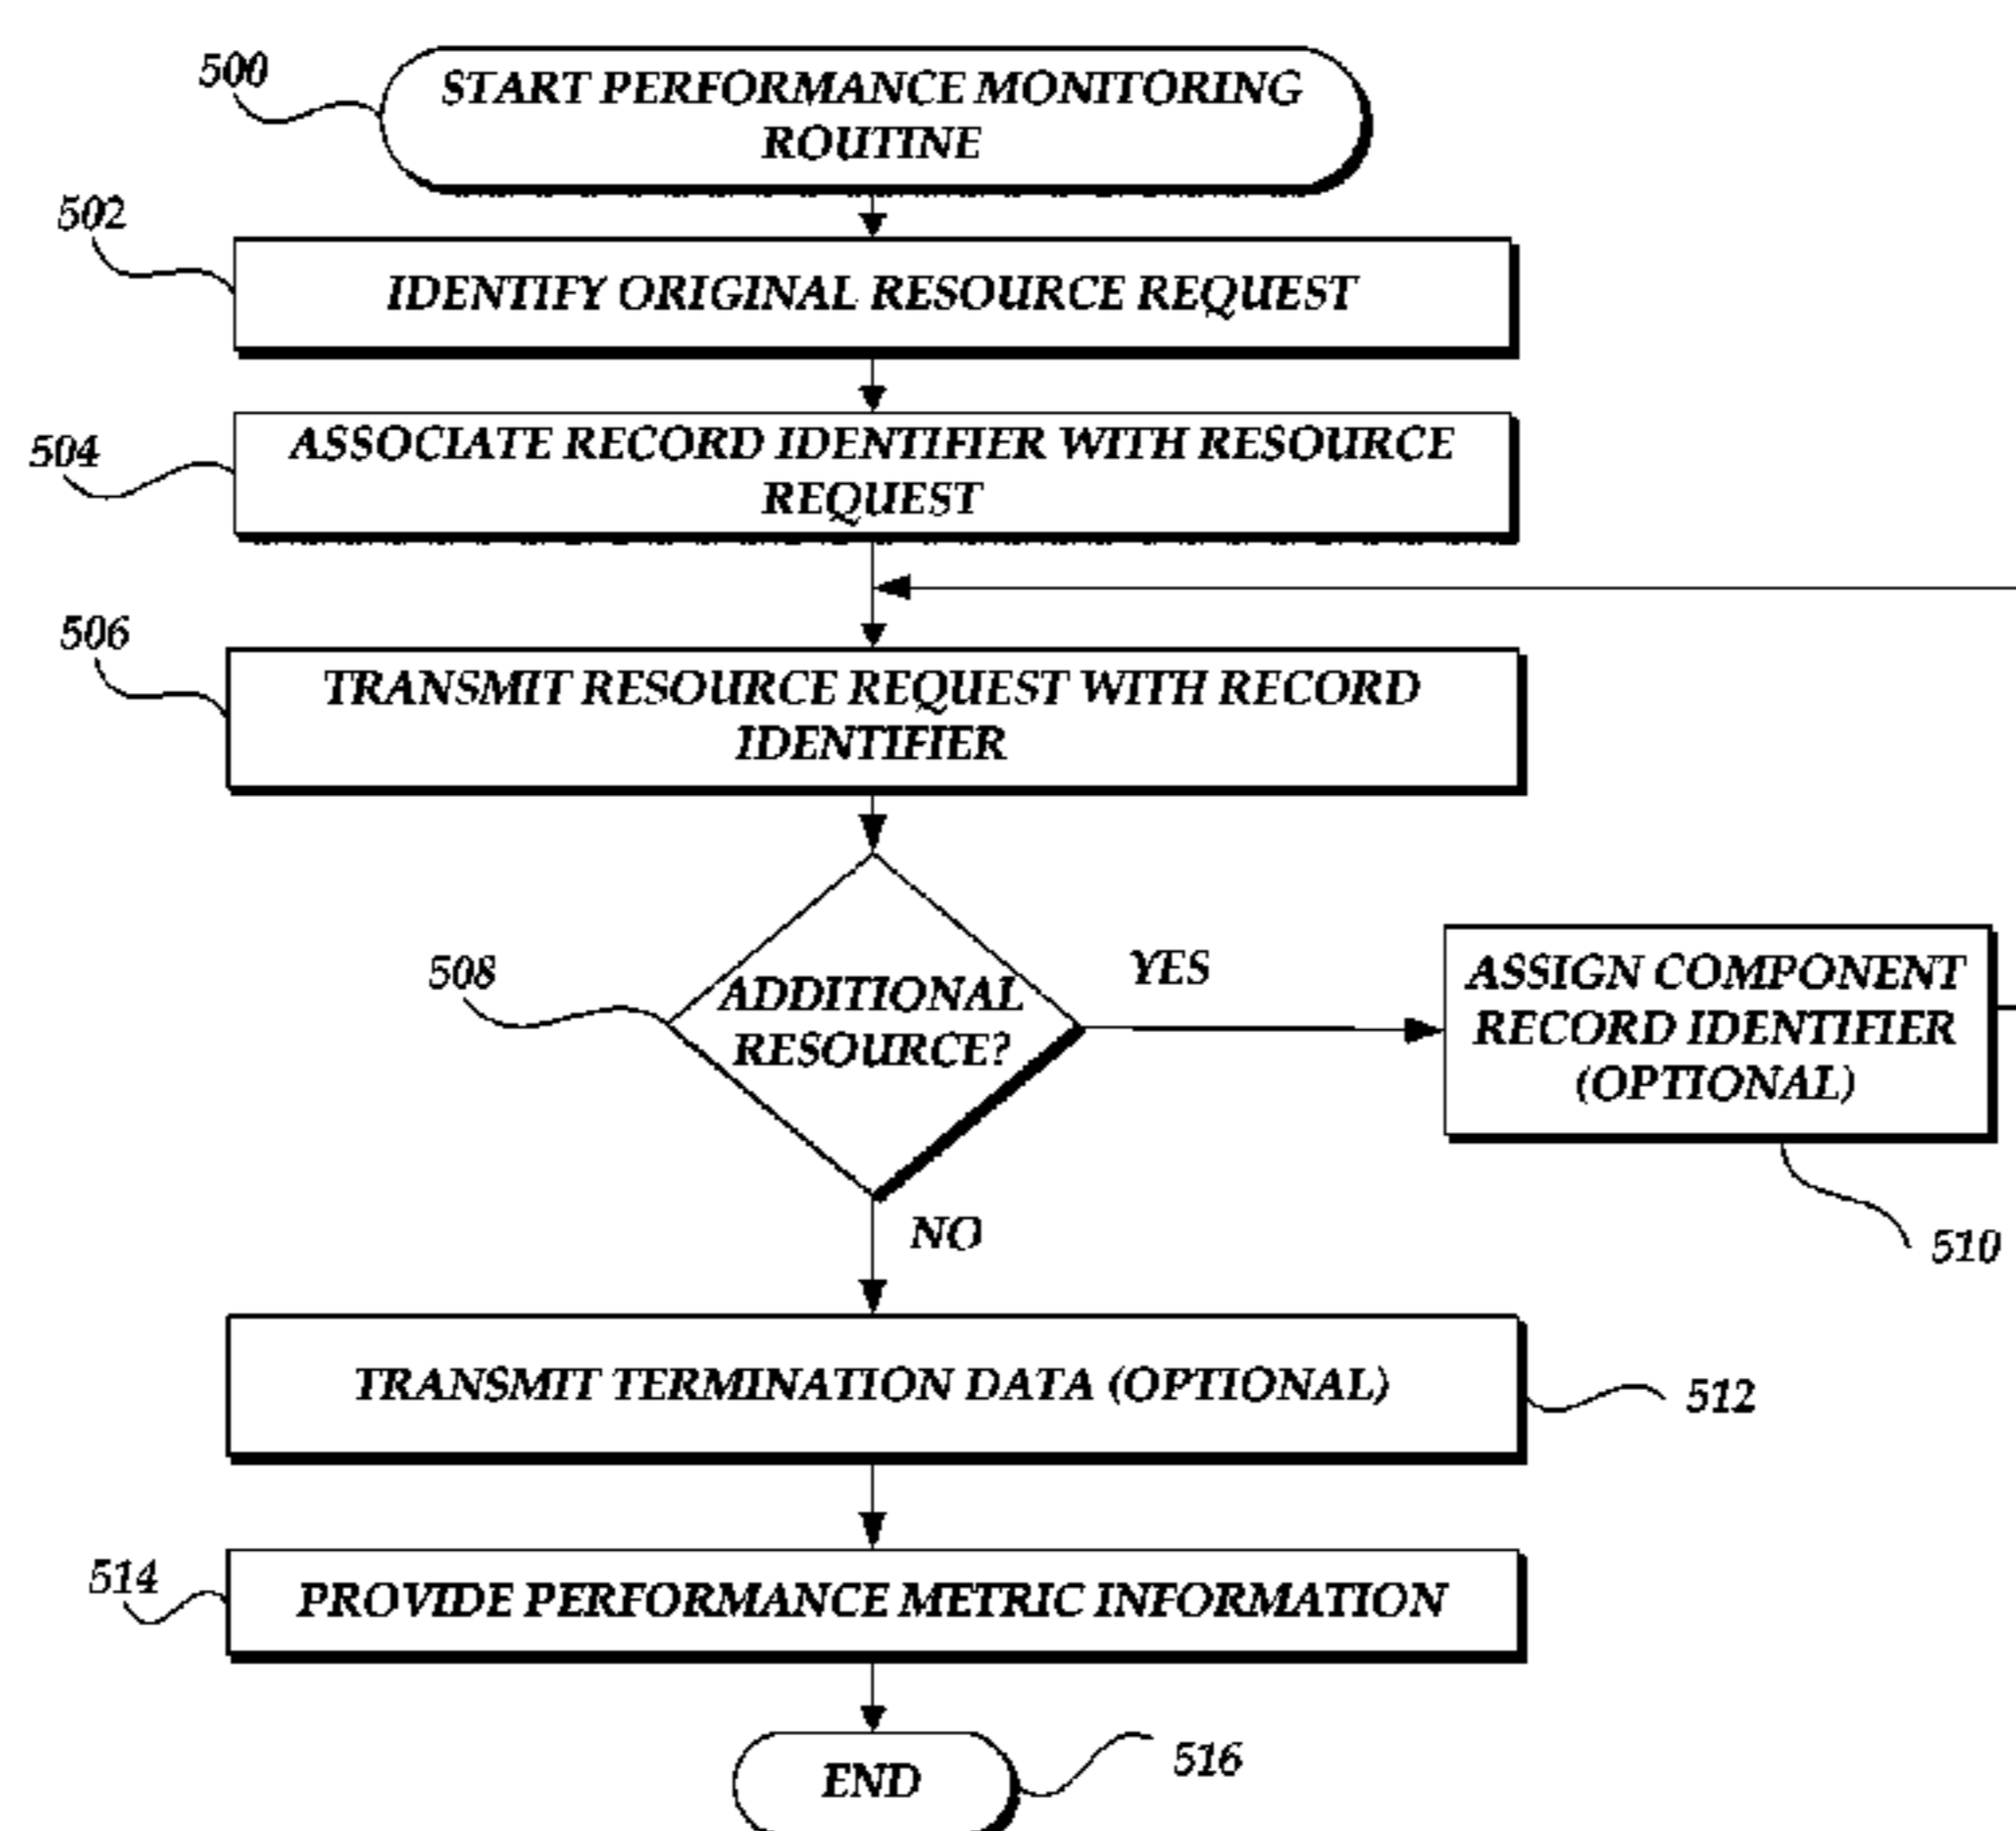 500
START PERFORMANCE MONITORING
ROUTINE
502
IDENTIFY ORIGINAL RESOURCE REQUEST
504
ASSOCIATE RECORD IDENTIFIER WITH RESOURCE
REQUEST
506
TRANSMIT RESOURCE REQUEST WITH RECORD
IDENTIFIER
508
ADDITIONAL
RESOURCE?
YES
ASSIGN COMPONENT
RECORD IDENTIFIER
(OPTIONAL)
510
NO
TRANSMIT TERMINATION DATA (OPTIONAL)
512
514
PROVIDE PERFORMANCE METRIC INFORMATION
END
516